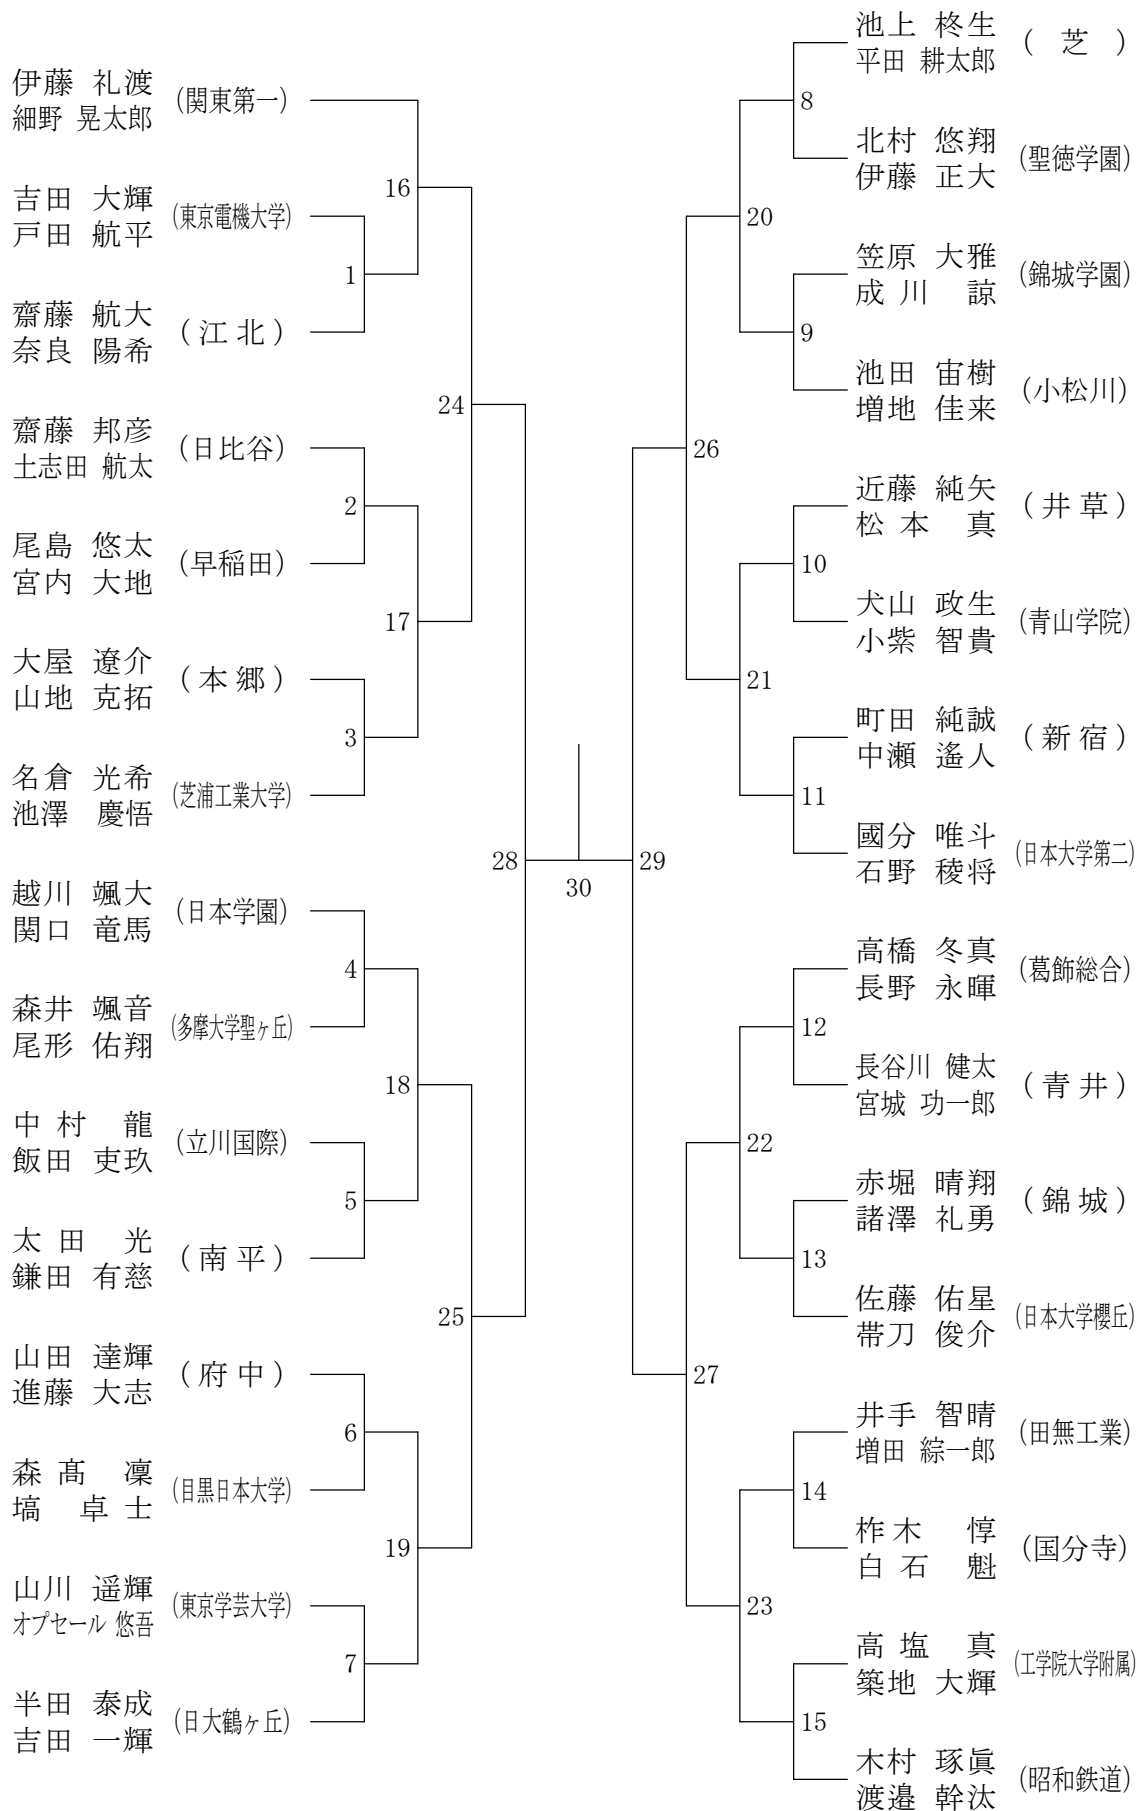 伊藤 礼渡
細野 晃太郎
(関東第一)
16
吉田 大輝
戸田 航平
(東京電機大学)
1
齋藤 航大
奈良 陽希
(江北)
24
齋藤 邦彦
土志田 航太
(日比谷)
2
尾島 悠太
宮内 大地
(早稲田)
17
大屋 遼介
山地 克拓
(本郷)
3
名倉 光希
池澤 慶悟
(芝浦工業大学)
28
越川 颯大
関口 竜馬
(日本学園)
4
森井 颯音
尾形 佑翔
(多摩大学聖ヶ丘)
18
中村 龍
飯田 吏玖
(立川国際)
5
太田 光
鎌田 有慈
(南平)
25
山田 達輝
進藤 大志
(府中)
6
森髙 凜
塙 卓士
(目黒日本大学)
19
山川 遥輝
オプセール 悠吾
(東京学芸大学)
7
半田 泰成
吉田 一輝
(日大鶴ヶ丘)
30
池上 柊生
平田 耕太郎
(芝)
8
北村 悠翔
伊藤 正大
(聖徳学園)
20
笠原 大雅
成川 諒
(錦城学園)
9
池田 宙樹
増地 佳来
(小松川)
26
近藤 純矢
松本 真
(井草)
10
犬山 政生
小紫 智貴
(青山学院)
21
町田 純誠
中瀬 遙人
(新宿)
11
國分 唯斗
石野 稜将
(日本大学第二)
29
高橋 冬真
長野 永暉
(葛飾総合)
12
長谷川 健太
宮城 功一郎
(青井)
22
赤堀 晴翔
諸澤 礼勇
(錦城)
13
佐藤 佑星
帯刀 俊介
(日本大学櫻丘)
27
井手 智晴
増田 綜一郎
(田無工業)
14
柞木 惇
白石 魁
(国分寺)
23
高塩 真
築地 大輝
(工学院大学附属)
15
木村 琢眞
渡邉 幹汰
(昭和鉄道)